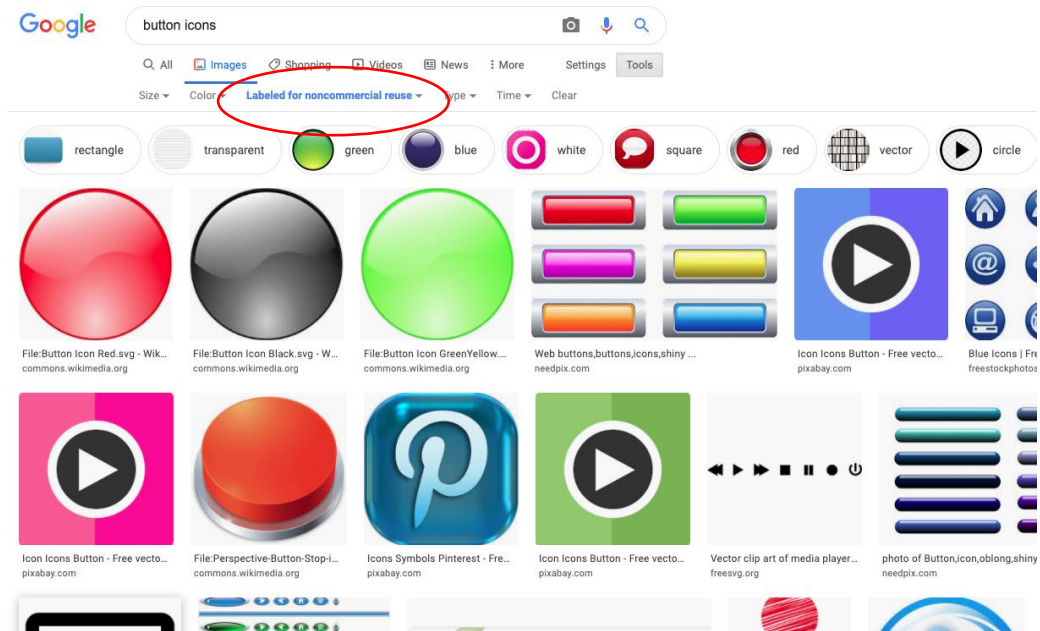 Google
button icons
All Images Shopping Videos News More Settings Tools
Size Color Labeled for noncommercial reuse Type Time Clear
rectangle transparent green blue white square red vector circle
File:Button Icon Red.svg - Wik... File:Button Icon Black.svg - W... File:Button Icon GreenYellow.... Web buttons,buttons,icons,shiny ... Icon Icons Button - Free vecto... Blue Icons | Fre
commons.wikimedia.org commons.wikimedia.org commons.wikimedia.org needpix.com pixabay.com freestockphotos
Icon Icons Button - Free vecto... File:Perspective-Button-Stop-i... Icons Symbols Pinterest - Fre... Icon Icons Button - Free vecto... Vector clip art of media player... photo of Button,icon,oblong,shiny
pixabay.com commons.wikimedia.org pixabay.com pixabay.com freesvg.org needpix.com